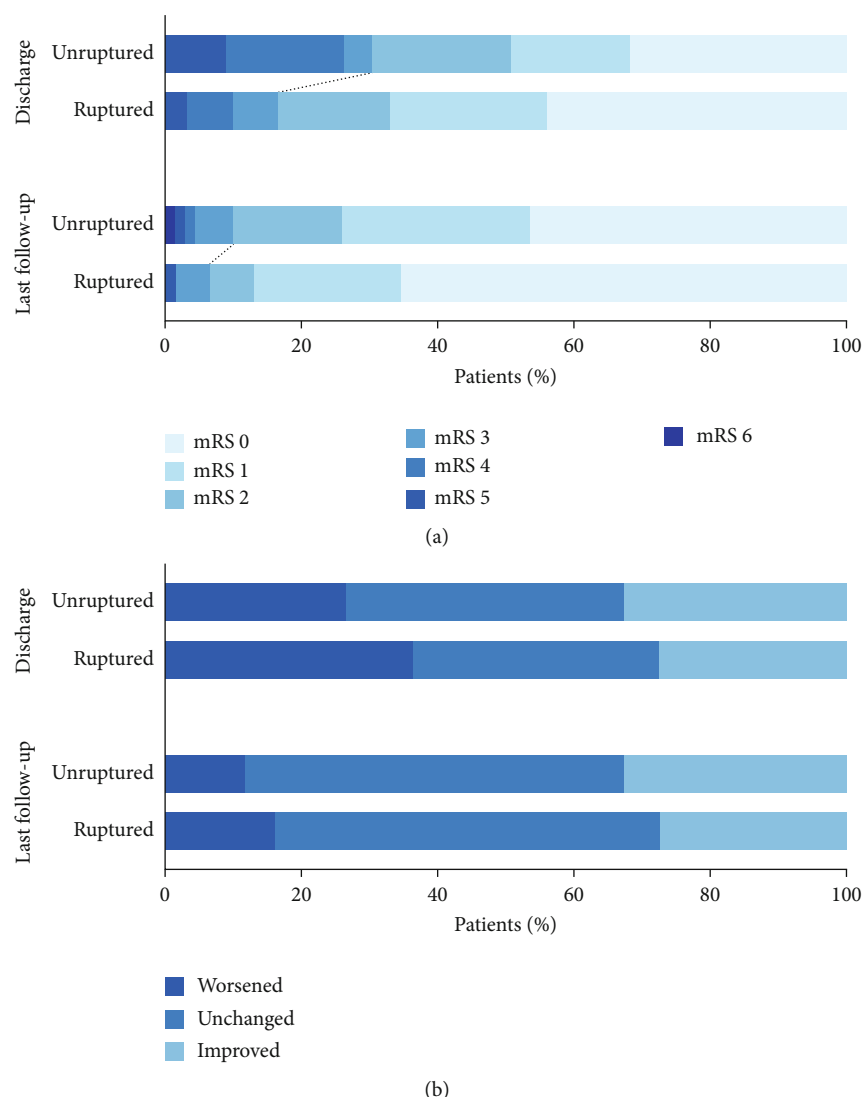 Discharge
Unruptured
Ruptured
Last follow-up
Unruptured
Ruptured
0 20 40 60 80 100
Patients (%)
mRS 0 mRS 3 mRS 6
mRS 1 mRS 4
mRS 2 mRS 5
(a)
Discharge
Unruptured
Ruptured
Last follow-up
Unruptured
Ruptured
0 20 40 60 80 100
Patients (%)
Worsened
Unchanged
Improved
(b)